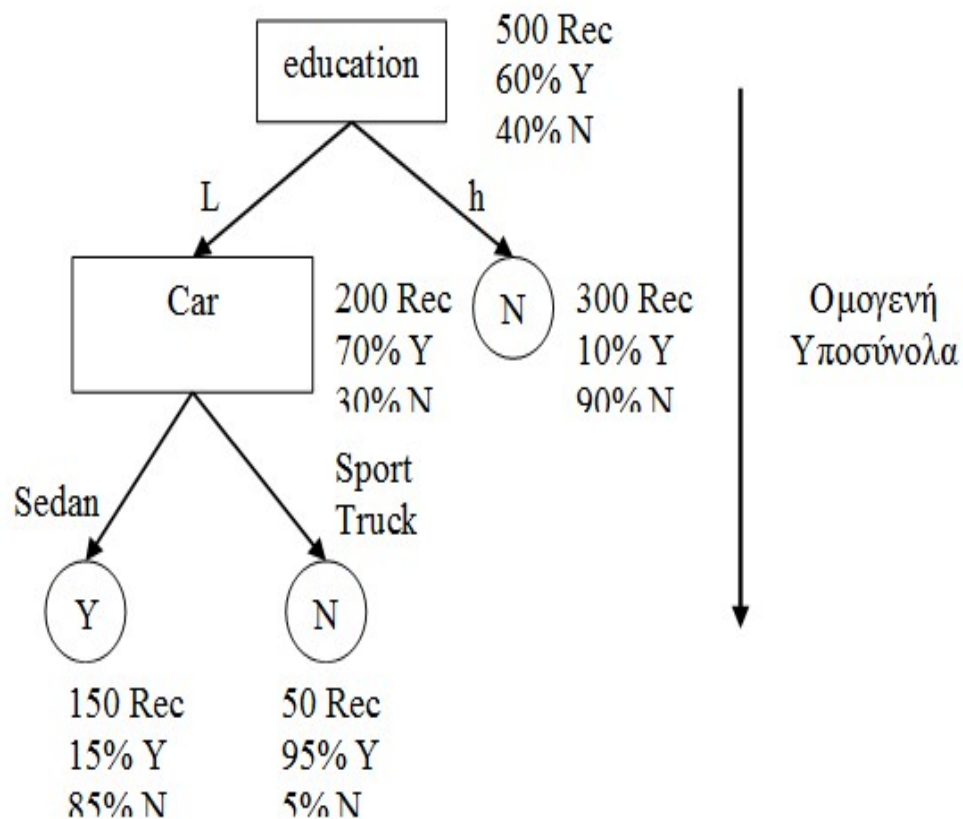 education
500 Rec
60% Y
40% N
L
h
Car
200 Rec
70% Y
30% N
N
300 Rec
10% Y
90% N
Ομογενή
Υποσύνολα
Sedan
Sport
Truck
Y
N
150 Rec
15% Y
85% N
50 Rec
95% Y
5% N